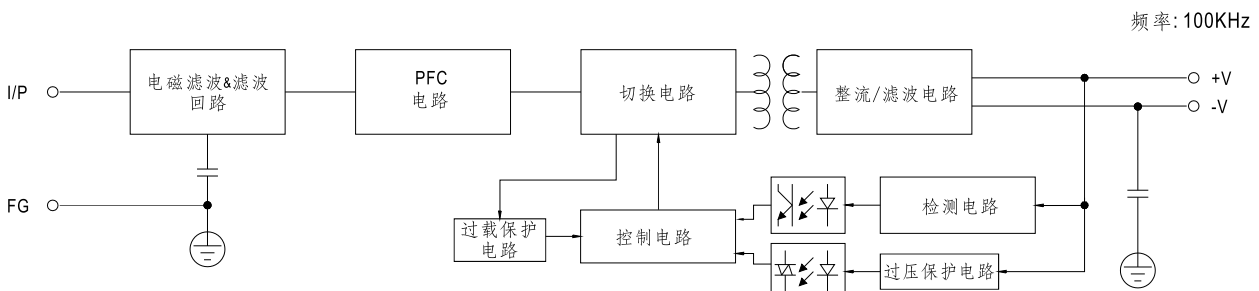 频率: 100KHz
I/P
电磁滤波&滤波
回路
PFC
电路
切换电路
整流/滤波电路
+V
-V
FG
过载保护
电路
控制电路
检测电路
过压保护电路